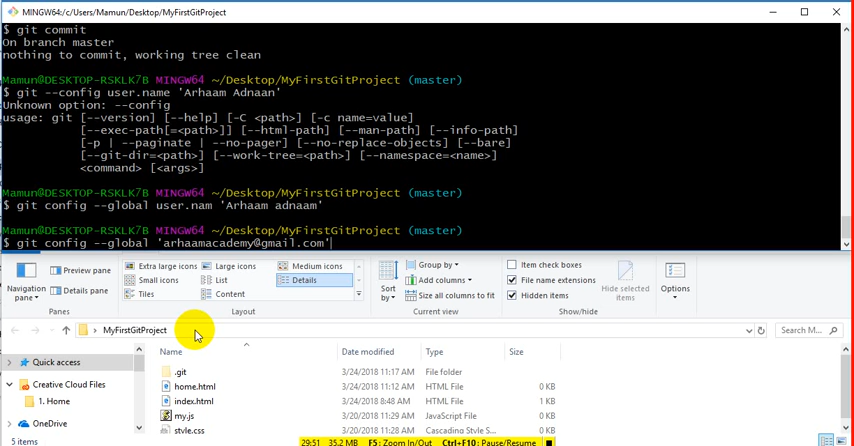 MINGW64:/c/Users/Mamun/Desktop/MyFirstGitProject
$ git commit
On branch master
nothing to commit, working tree clean
Mamun@DESKTOP-RSKLK7B MINGW64 ~/Desktop/MyFirstGitProject (master)
$ git --config user.name 'Arhaam Adnaan'
Unknown option: --config
usage: git [--version] [--help] [-C <path>] [-c name=value]
[--exec-path[=<path>]] [--html-path] [--man-path] [--info-path]
[-p | --paginate | --no-pager] [--no-replace-objects] [--bare]
[--git-dir=<path>] [--work-tree=<path>] [--namespace=<name>]
<command> [<args>]
Mamun@DESKTOP-RSKLK7B MINGW64 ~/Desktop/MyFirstGitProject (master)
$ git config --global user.nam 'Arhaam adnaam'
Mamun@DESKTOP-RSKLK7B MINGW64 ~/Desktop/MyFirstGitProject (master)
$ git config --global 'arhaamacademy@gmail.com'
Navigation pane
Preview pane
Details pane
Panes
Extra large icons Large icons Medium icons
Small icons List Details
Tiles Content
Layout
Sort by
Group by
Add columns
Size all columns to fit
Current view
Item check boxes
File name extensions
Hidden items
Hide selected items
Show/hide
Options
MyFirstGitProject
Search M...
Quick access
Creative Cloud Files
1. Home
OneDrive
Name Date modified Type Size
.git 3/24/2018 11:17 AM File folder
home.html 3/24/2018 11:12 AM HTML File 0 KB
index.html 3/24/2018 8:48 AM HTML File 1 KB
my.js 3/20/2018 11:29 AM JavaScript File 0 KB
style.css 3/20/2018 11:28 AM Cascading Style S... 0 KB
5 items
29:51 35.2 MB F5: Zoom In/Out Ctrl+F10: Pause/Resume